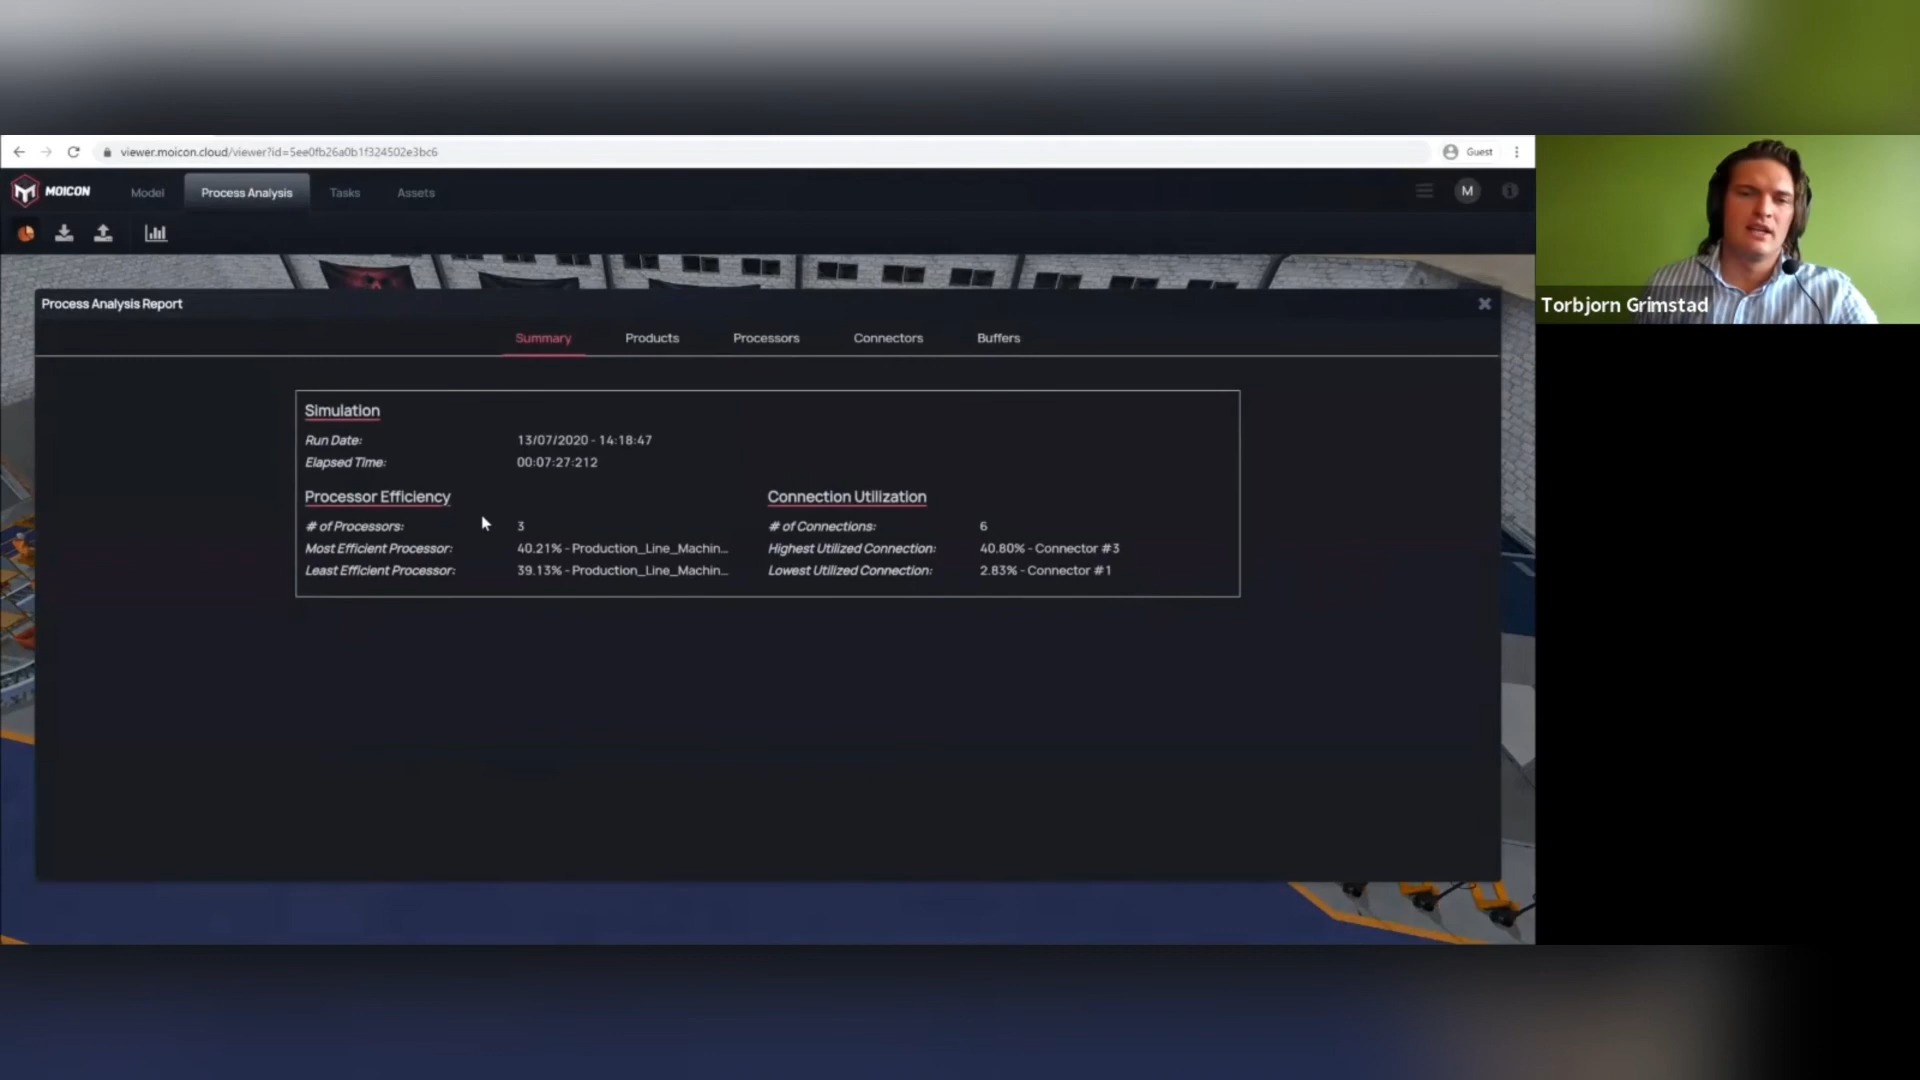 viewer.moicon.cloud/viewer?id=5ee0fb26a0b1f324502e3bc6
Guest
MOICON
Model
Process Analysis
Tasks
Assets
M
Process Analysis Report
Summary
Products
Processors
Connectors
Buffers
Simulation
Run Date: 13/07/2020 - 14:18:47
Elapsed Time: 00:07:27:212
Processor Efficiency
# of Processors: 3
Most Efficient Processor: 40.21% - Production_Line_Machin...
Least Efficient Processor: 39.13% - Production_Line_Machin...
Connection Utilization
# of Connections: 6
Highest Utilized Connection: 40.80% - Connector #3
Lowest Utilized Connection: 2.83% - Connector #1
Torbjorn Grimstad